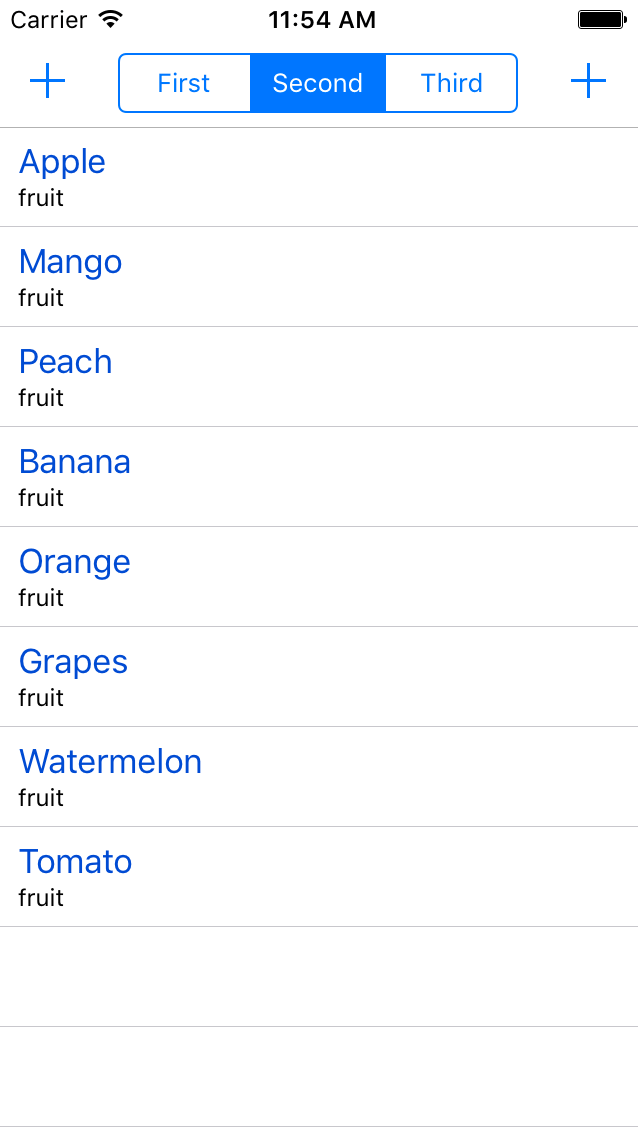 Carrier 11:54 AM
First Second Third
Apple
fruit
Mango
fruit
Peach
fruit
Banana
fruit
Orange
fruit
Grapes
fruit
Watermelon
fruit
Tomato
fruit